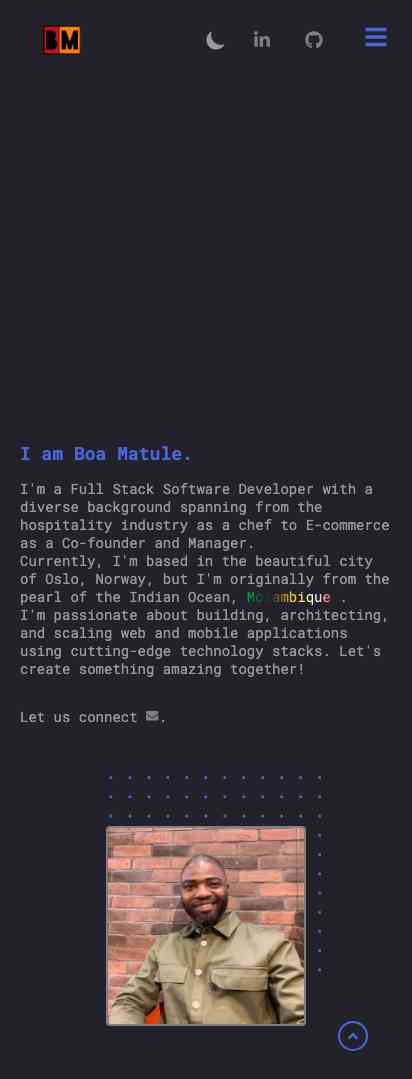 BM
I am Boa Matule.
I'm a Full Stack Software Developer with a
diverse background spanning from the
hospitality industry as a chef to E-commerce
as a Co-founder and Manager.
Currently, I'm based in the beautiful city
of Oslo, Norway, but I'm originally from the
pearl of the Indian Ocean, Mozambique .
I'm passionate about building, architecting,
and scaling web and mobile applications
using cutting-edge technology stacks. Let's
create something amazing together!
Let us connect .